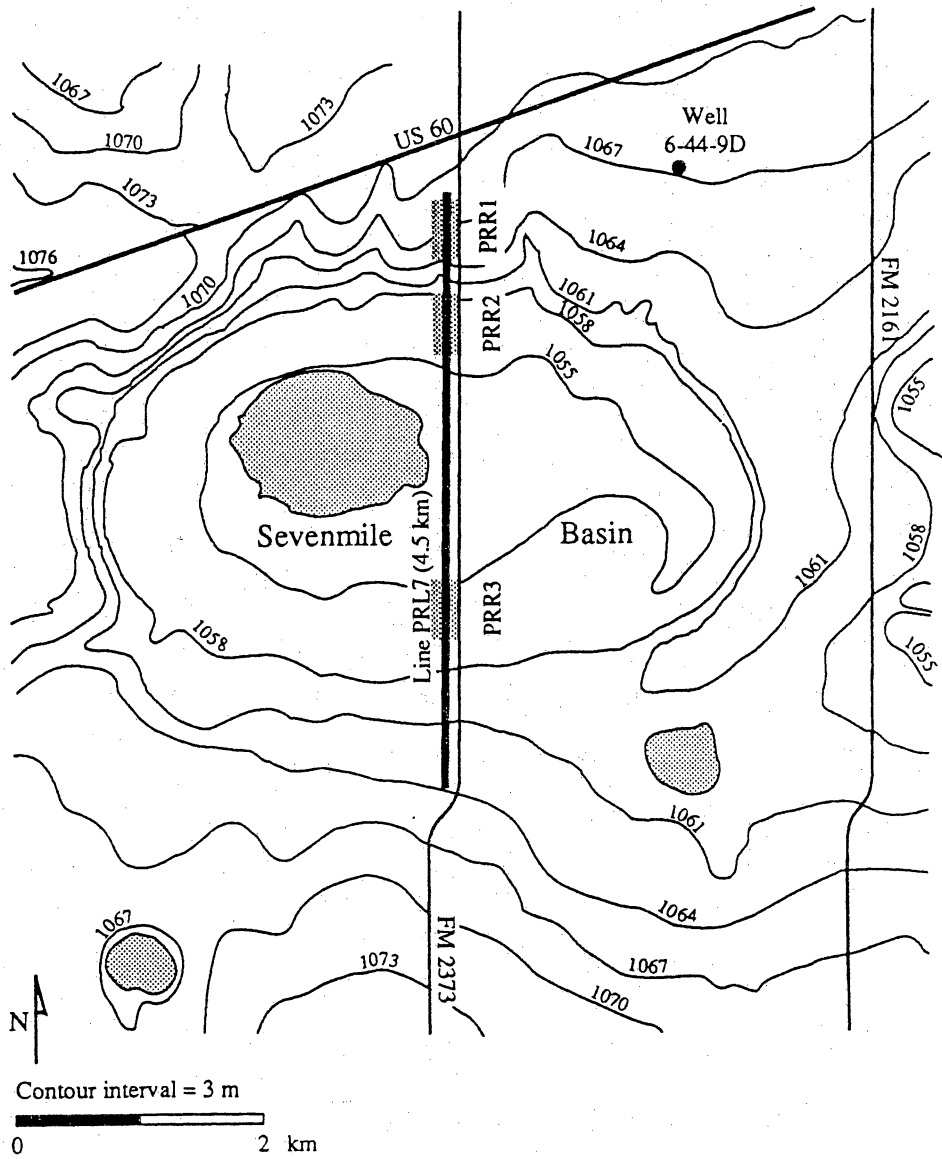 1067
1070
1073
US 60
Well
6-44-9D
1067
1073
1076
1070
PRR1
1064
FM 2161
1061
1058
PRR2
1055
1055
Sevenmile
Basin
Line PRL7 (4.5 km)
1058
1061
PRR3
1058
1055
1061
1067
1064
FM 2373
1073
1067
1070
N
Contour interval = 3 m
0
2 km